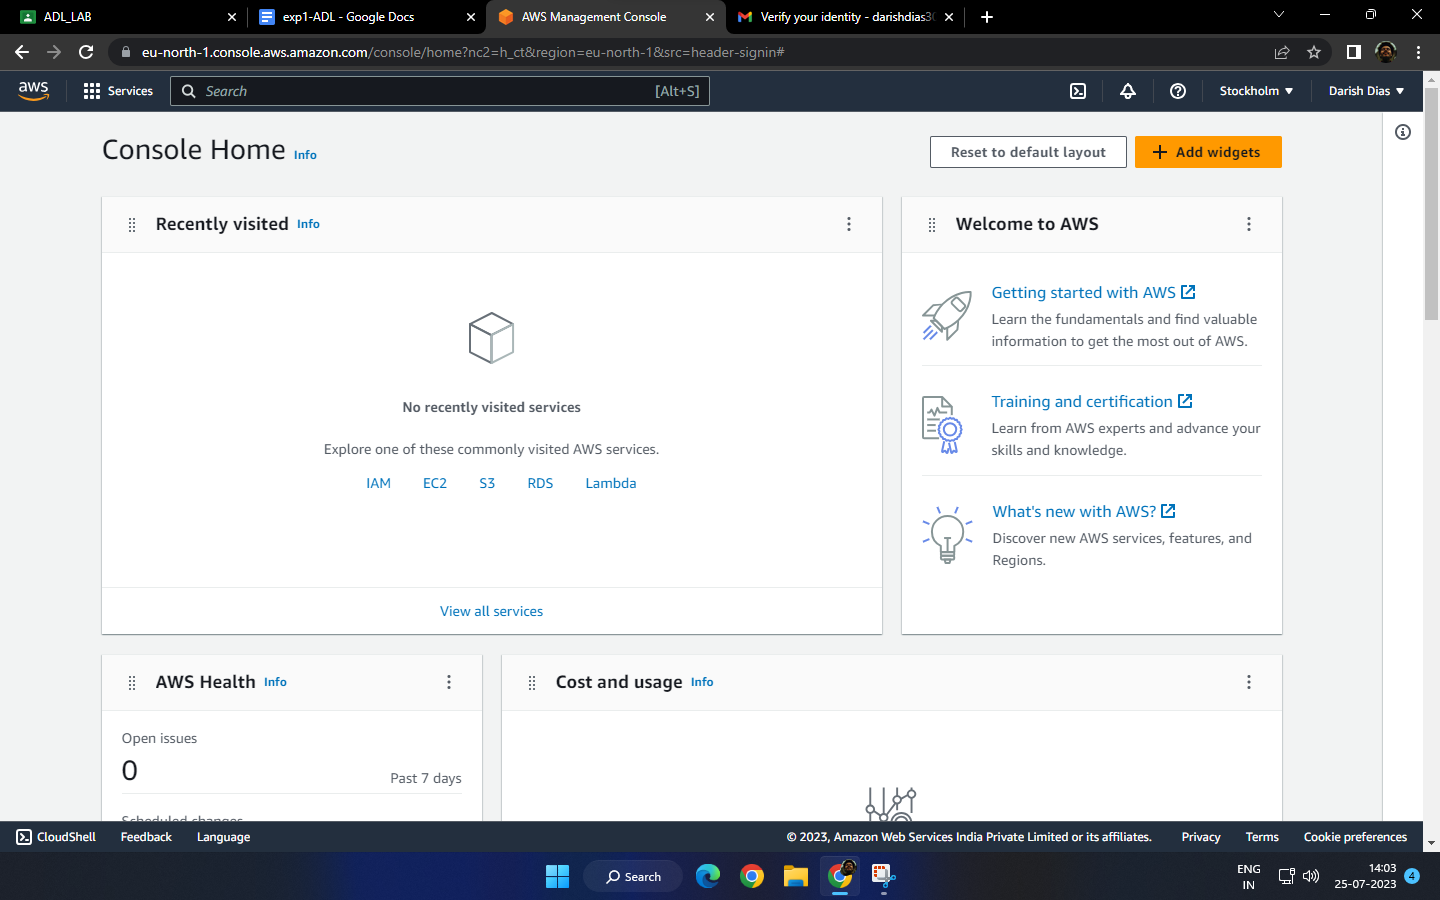 ADL_LAB
exp1-ADL - Google Docs
AWS Management Console
Verify your identity - darishdias30
eu-north-1.console.aws.amazon.com/console/home?nc2=h_ct&region=eu-north-1&src=header-signin#
aws
Services
Search
[Alt+S]
Stockholm
Darish Dias
Console Home Info
Reset to default layout
Add widgets
Recently visited Info
No recently visited services
Explore one of these commonly visited AWS services.
IAM EC2 S3 RDS Lambda
View all services
Welcome to AWS
Getting started with AWS
Learn the fundamentals and find valuable
information to get the most out of AWS.
Training and certification
Learn from AWS experts and advance your
skills and knowledge.
What's new with AWS?
Discover new AWS services, features, and
Regions.
AWS Health Info
Open issues
0
Past 7 days
Scheduled changes
Cost and usage Info
CloudShell
Feedback
Language
© 2023, Amazon Web Services India Private Limited or its affiliates.
Privacy
Terms
Cookie preferences
Search
ENG
IN
14:03
25-07-2023
4